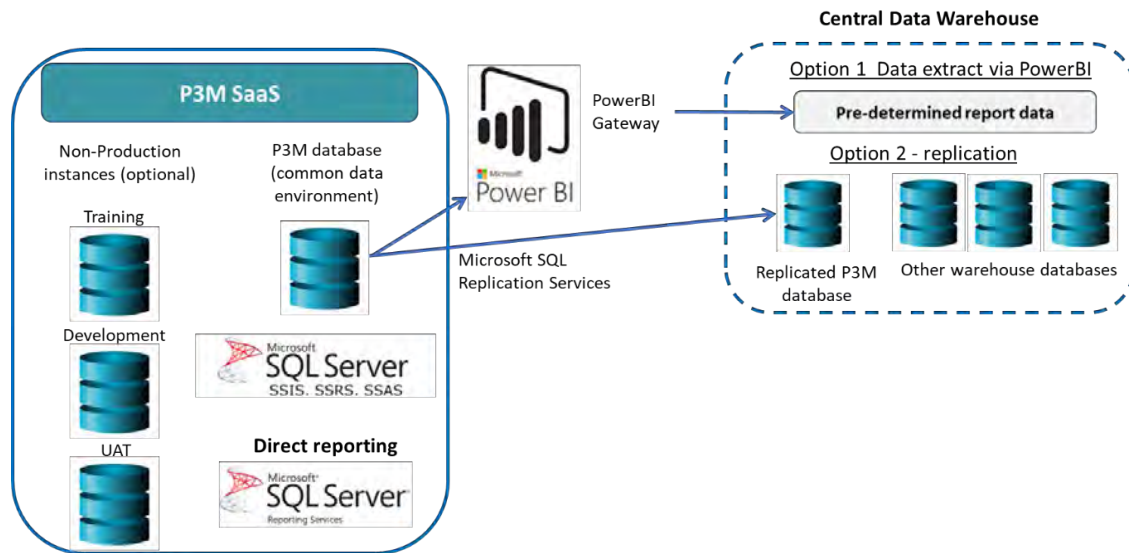 P3M SaaS
Non-Production
instances (optional)
Training
Development
UAT
P3M database
(common data
environment)
Microsoft
SQL Server
SSIS. SSRS. SSAS
Direct reporting
Microsoft
SQL Server
Reporting Services
Microsoft
Power BI
PowerBI
Gateway
Microsoft SQL
Replication Services
Central Data Warehouse
Option 1  Data extract via PowerBI
Pre-determined report data
Option 2 - replication
Replicated P3M
database
Other warehouse databases